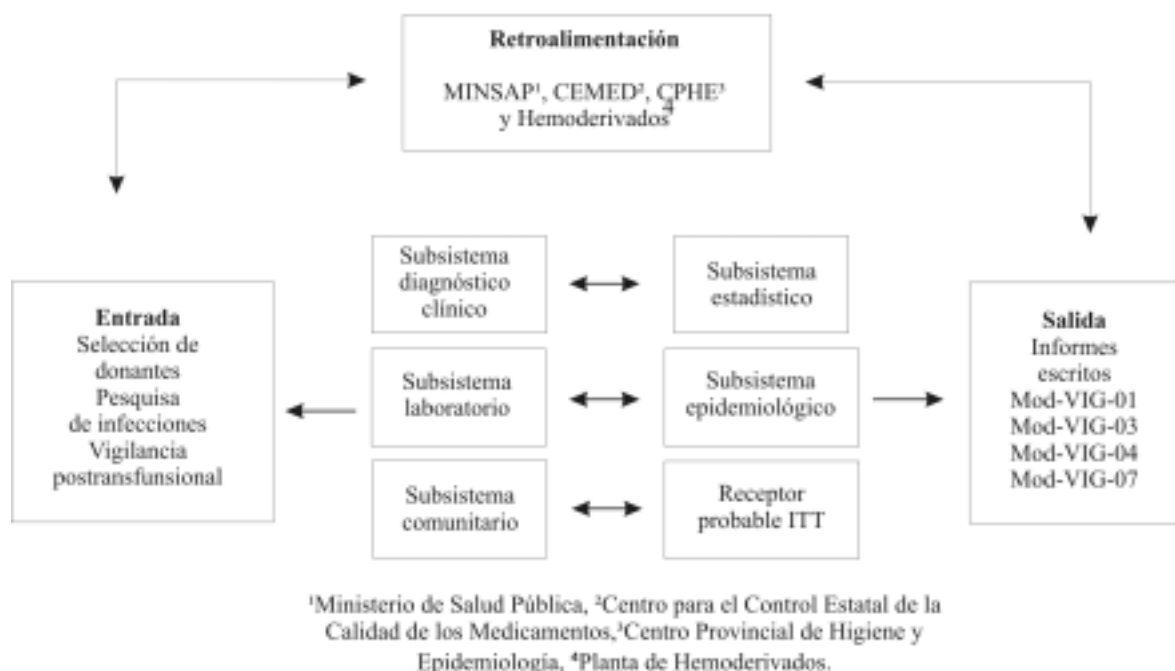 Retroalimentación
MINSAP¹, CEMED², CPHE³
y Hemoderivados⁴
Entrada
Selección de
donantes
Pesquisa
de infecciones
Vigilancia
postransfunsional
Subsistema
diagnóstico
clínico
Subsistema
estadístico
Subsistema
laboratorio
Subsistema
epidemiológico
Subsistema
comunitario
Receptor
probable ITT
Salida
Informes
escritos
Mod-VIG-01
Mod-VIG-03
Mod-VIG-04
Mod-VIG-07
¹Ministerio de Salud Pública, ²Centro para el Control Estatal de la
Calidad de los Medicamentos,³Centro Provincial de Higiene y
Epidemiología, ⁴Planta de Hemoderivados.